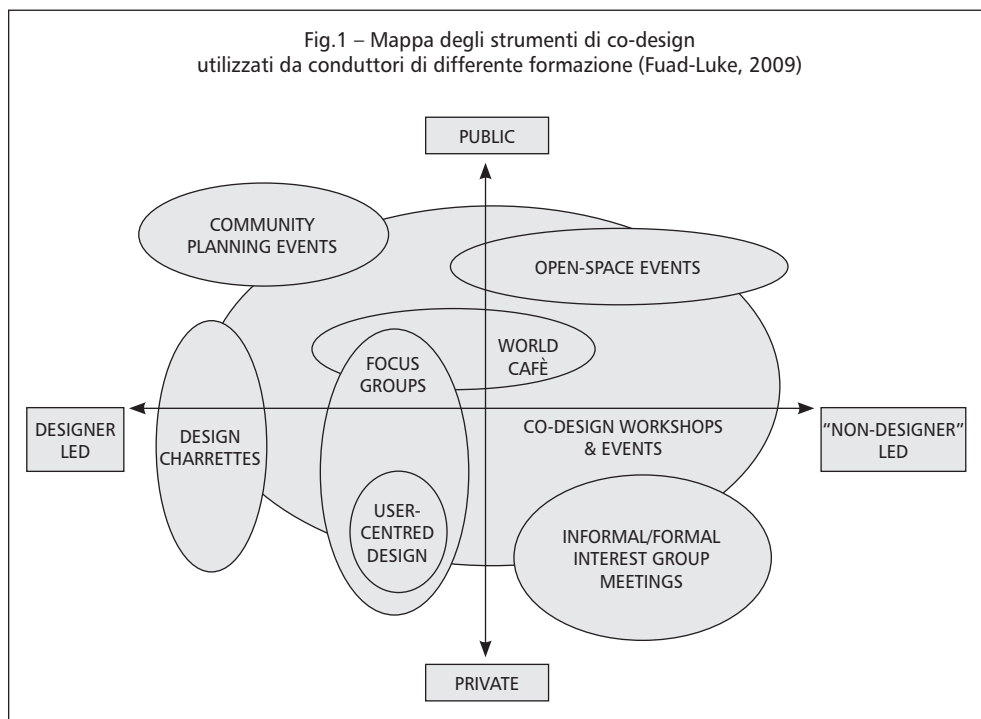 Fig.1 – Mappa degli strumenti di co-design
utilizzati da conduttori di differente formazione (Fuad-Luke, 2009)
PUBLIC
COMMUNITY
PLANNING EVENTS
OPEN-SPACE EVENTS
WORLD
CAFÈ
FOCUS
GROUPS
DESIGNER
LED
DESIGN
CHARRETTES
CO-DESIGN WORKSHOPS
& EVENTS
“NON-DESIGNER”
LED
USER-
CENTRED
DESIGN
INFORMAL/FORMAL
INTEREST GROUP
MEETINGS
PRIVATE